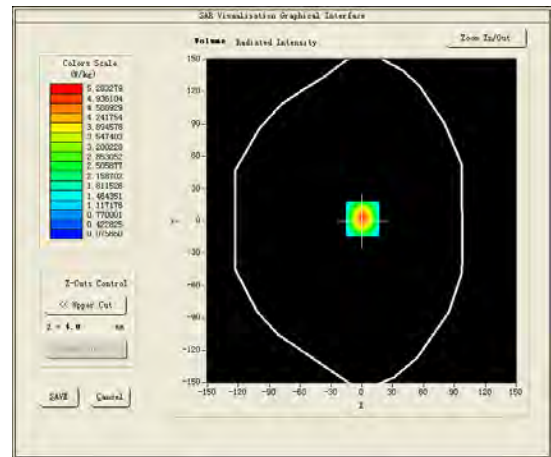 SAR Visualisation Graphical Interface
Volume Radiated Intensity
Zoom In/Out
Colors Scale
(W/kg)
5.283279
4.936104
4.588929
4.241754
3.894578
3.547403
3.200228
2.853052
2.505877
2.158702
1.811526
1.464351
1.117176
0.770001
0.422825
0.075650
150
120
90
60
30
0
-30
-60
-90
-120
-150
Y
-150 -120 -90 -60 -30 0 30 60 90 120 150
X
Z-Cuts Control
<< Upper Cut
Z = 4.0 mm
SAVE Cancel